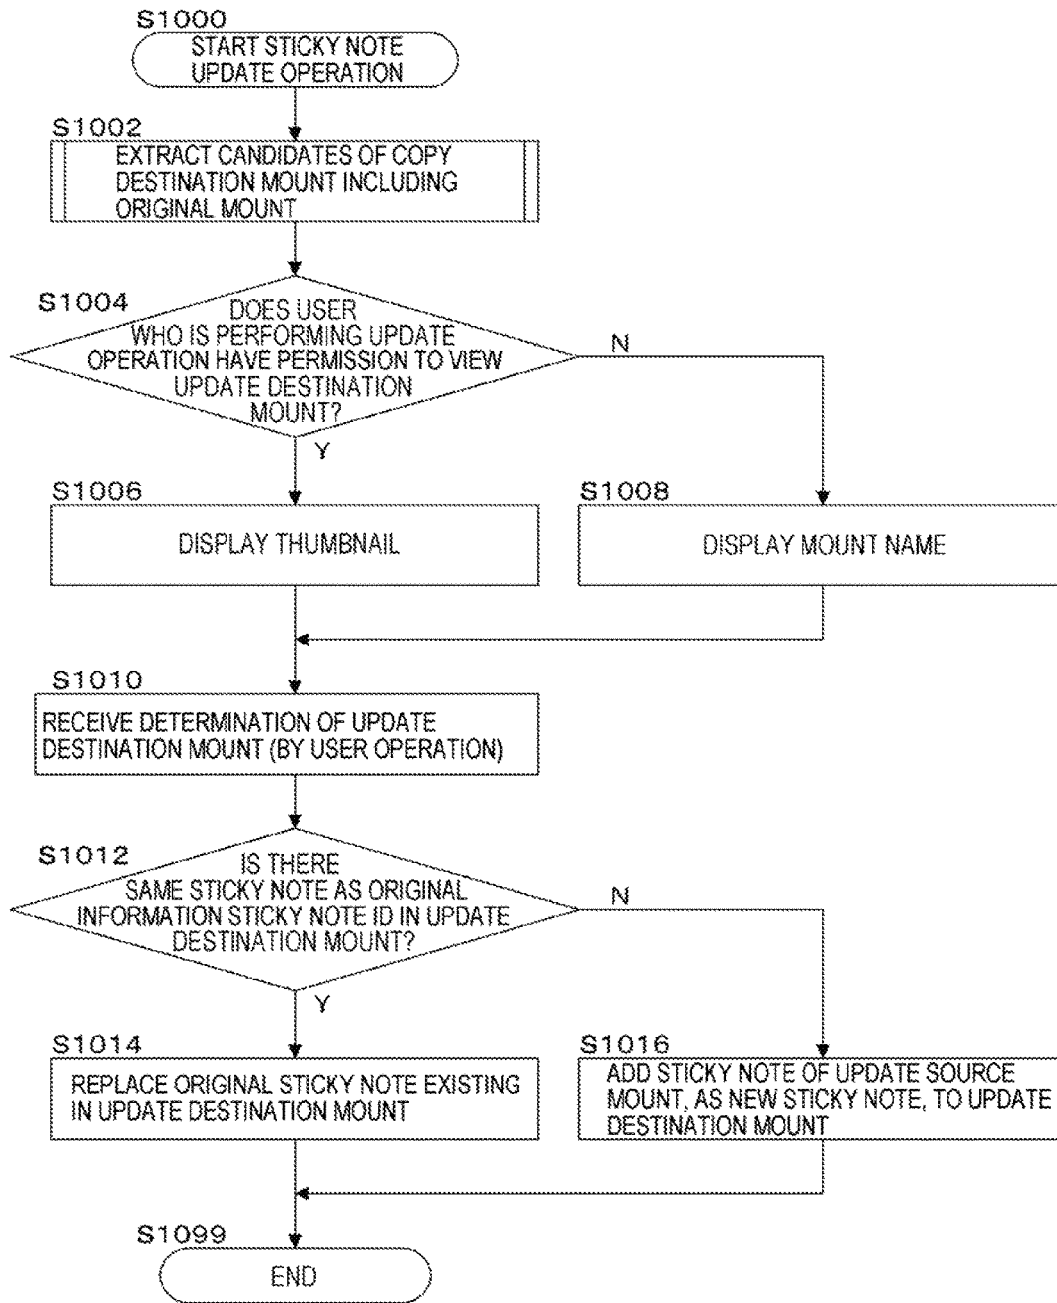 S1000
START STICKY NOTE
UPDATE OPERATION
S1002
EXTRACT CANDIDATES OF COPY
DESTINATION MOUNT INCLUDING
ORIGINAL MOUNT
S1004
DOES USER
WHO IS PERFORMING UPDATE
OPERATION HAVE PERMISSION TO VIEW
UPDATE DESTINATION
MOUNT?
N
Y
S1006
DISPLAY THUMBNAIL
S1008
DISPLAY MOUNT NAME
S1010
RECEIVE DETERMINATION OF UPDATE
DESTINATION MOUNT (BY USER OPERATION)
S1012
IS THERE
SAME STICKY NOTE AS ORIGINAL
INFORMATION STICKY NOTE ID IN UPDATE
DESTINATION MOUNT?
N
Y
S1014
REPLACE ORIGINAL STICKY NOTE EXISTING
IN UPDATE DESTINATION MOUNT
S1016
ADD STICKY NOTE OF UPDATE SOURCE
MOUNT, AS NEW STICKY NOTE, TO UPDATE
DESTINATION MOUNT
S1099
END